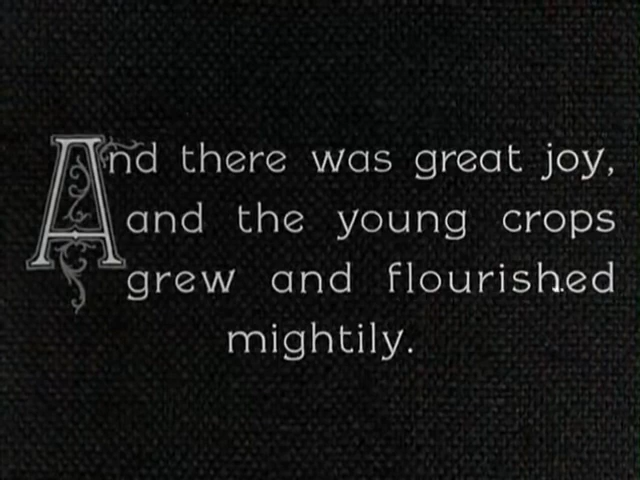 And there was great joy,
and the young crops
grew and flourished
mightily.